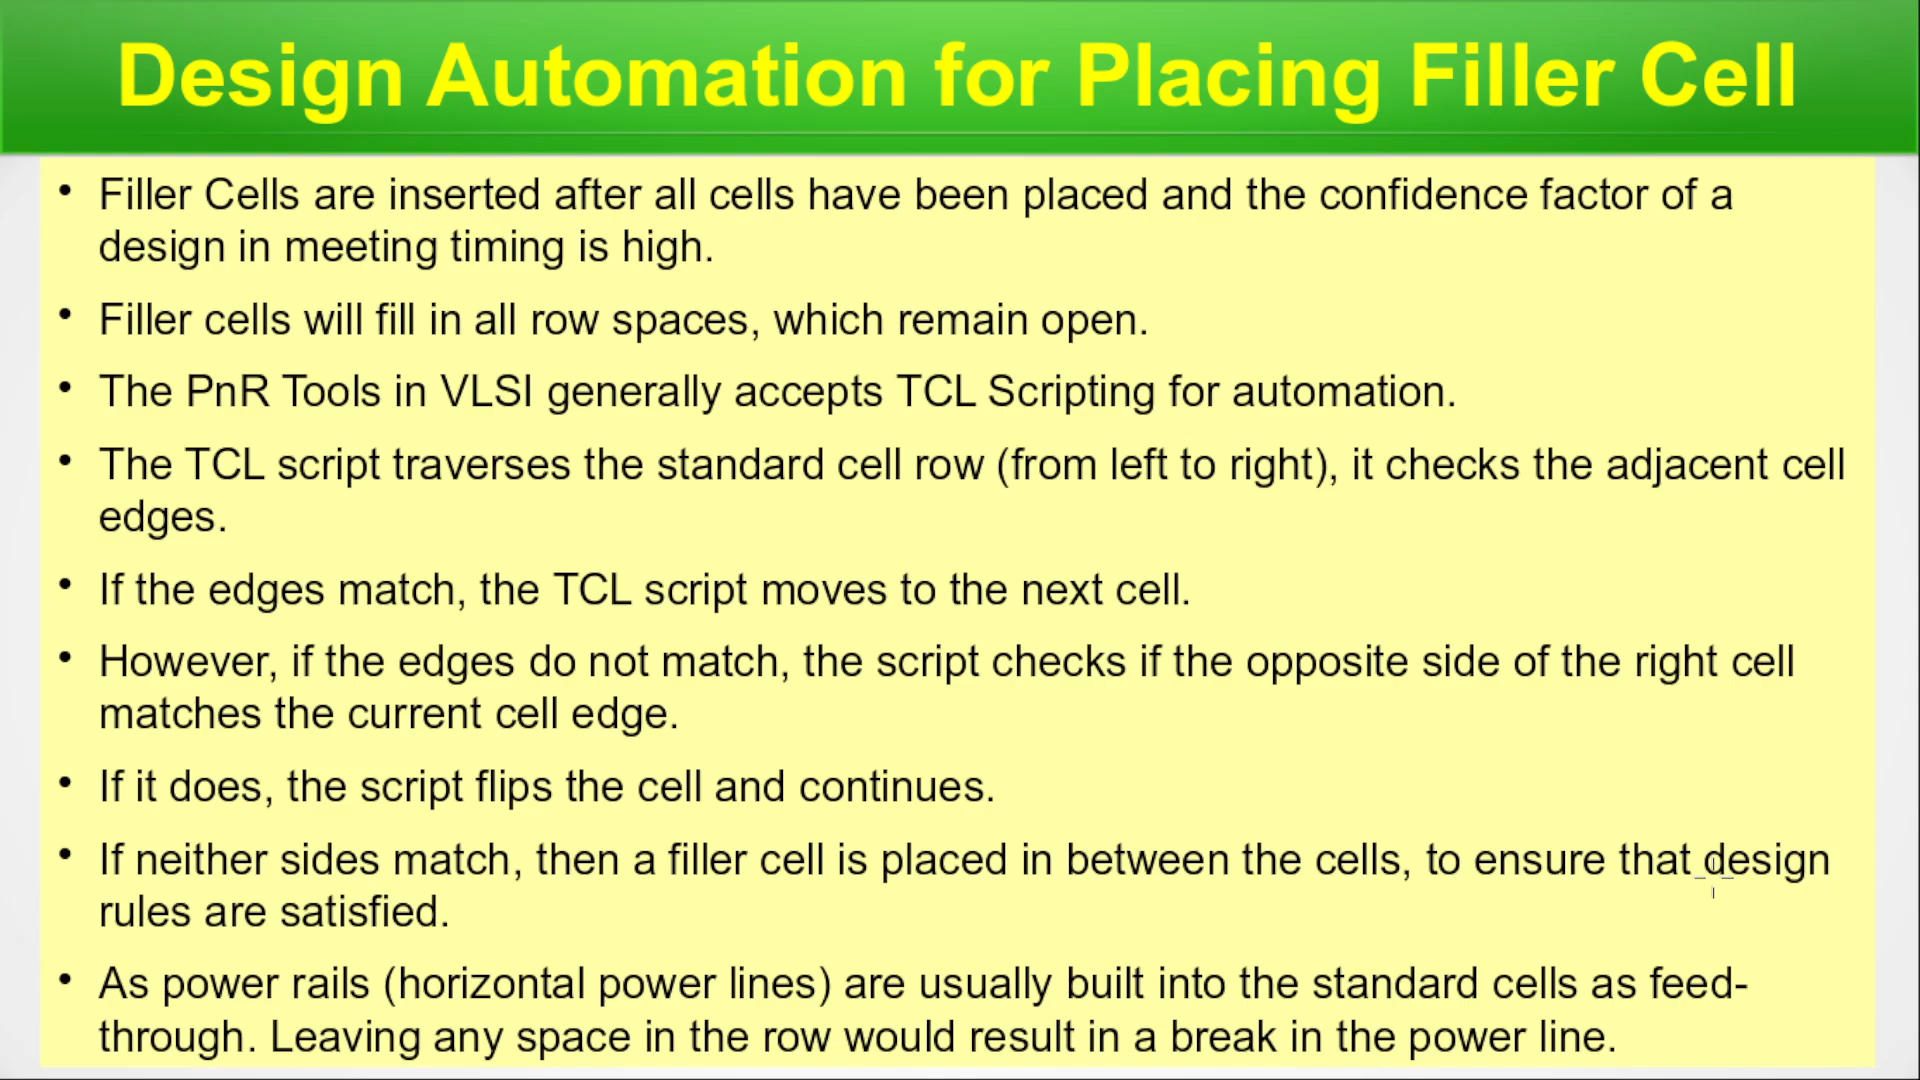 Design Automation for Placing Filler Cell
• Filler Cells are inserted after all cells have been placed and the confidence factor of a
design in meeting timing is high.
• Filler cells will fill in all row spaces, which remain open.
• The PnR Tools in VLSI generally accepts TCL Scripting for automation.
• The TCL script traverses the standard cell row (from left to right), it checks the adjacent cell
edges.
• If the edges match, the TCL script moves to the next cell.
• However, if the edges do not match, the script checks if the opposite side of the right cell
matches the current cell edge.
• If it does, the script flips the cell and continues.
• If neither sides match, then a filler cell is placed in between the cells, to ensure that design
rules are satisfied.
• As power rails (horizontal power lines) are usually built into the standard cells as feed-
through. Leaving any space in the row would result in a break in the power line.